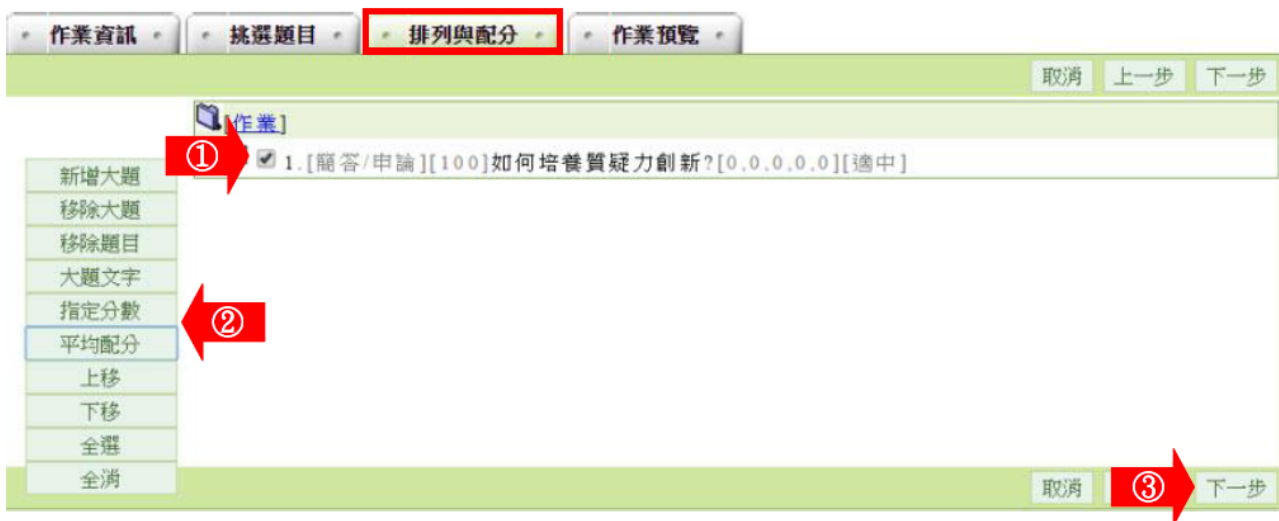 作業資訊 挑選題目 排列與配分 作業預覽
取消 上一步 下一步
[作業]
① 1.[簡答/申論][100]如何培養質疑力創新?[0,0,0,0,0][適中]
新增大題
移除大題
移除題目
大題文字
指定分數
②
平均配分
上移
下移
全選
全消
取消 ③ 下一步